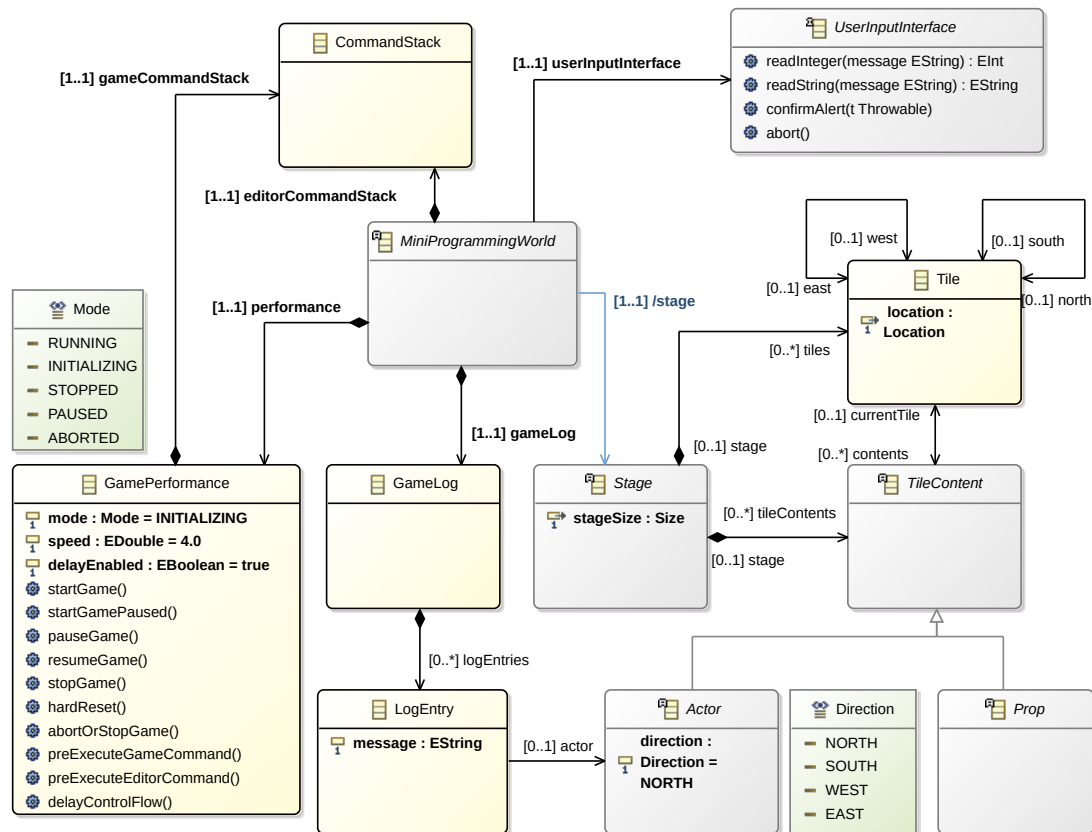 CommandStack
UserInputInterface
readInteger(message EString) : EInt
readString(message EString) : EString
confirmAlert(t Throwable)
abort()
[1..1] gameCommandStack
[1..1] userInputInterface
[1..1] editorCommandStack
MiniProgrammingWorld
[0..1] west
[0..1] south
[0..1] east
[0..1] north
Tile
location :
Location
[1..1] /stage
[1..1] performance
Mode
RUNNING
INITIALIZING
STOPPED
PAUSED
ABORTED
[0..*] tiles
[0..1] currentTile
[1..1] gameLog
[0..1] stage
[0..*] contents
GamePerformance
mode : Mode = INITIALIZING
speed : EDouble = 4.0
delayEnabled : EBoolean = true
startGame()
startGamePaused()
pauseGame()
resumeGame()
stopGame()
hardReset()
abortOrStopGame()
preExecuteGameCommand()
preExecuteEditorCommand()
delayControlFlow()
GameLog
Stage
stageSize : Size
[0..*] tileContents
[0..1] stage
TileContent
[0..*] logEntries
LogEntry
message : EString
[0..1] actor
Actor
direction :
Direction =
NORTH
Direction
NORTH
SOUTH
WEST
EAST
Prop